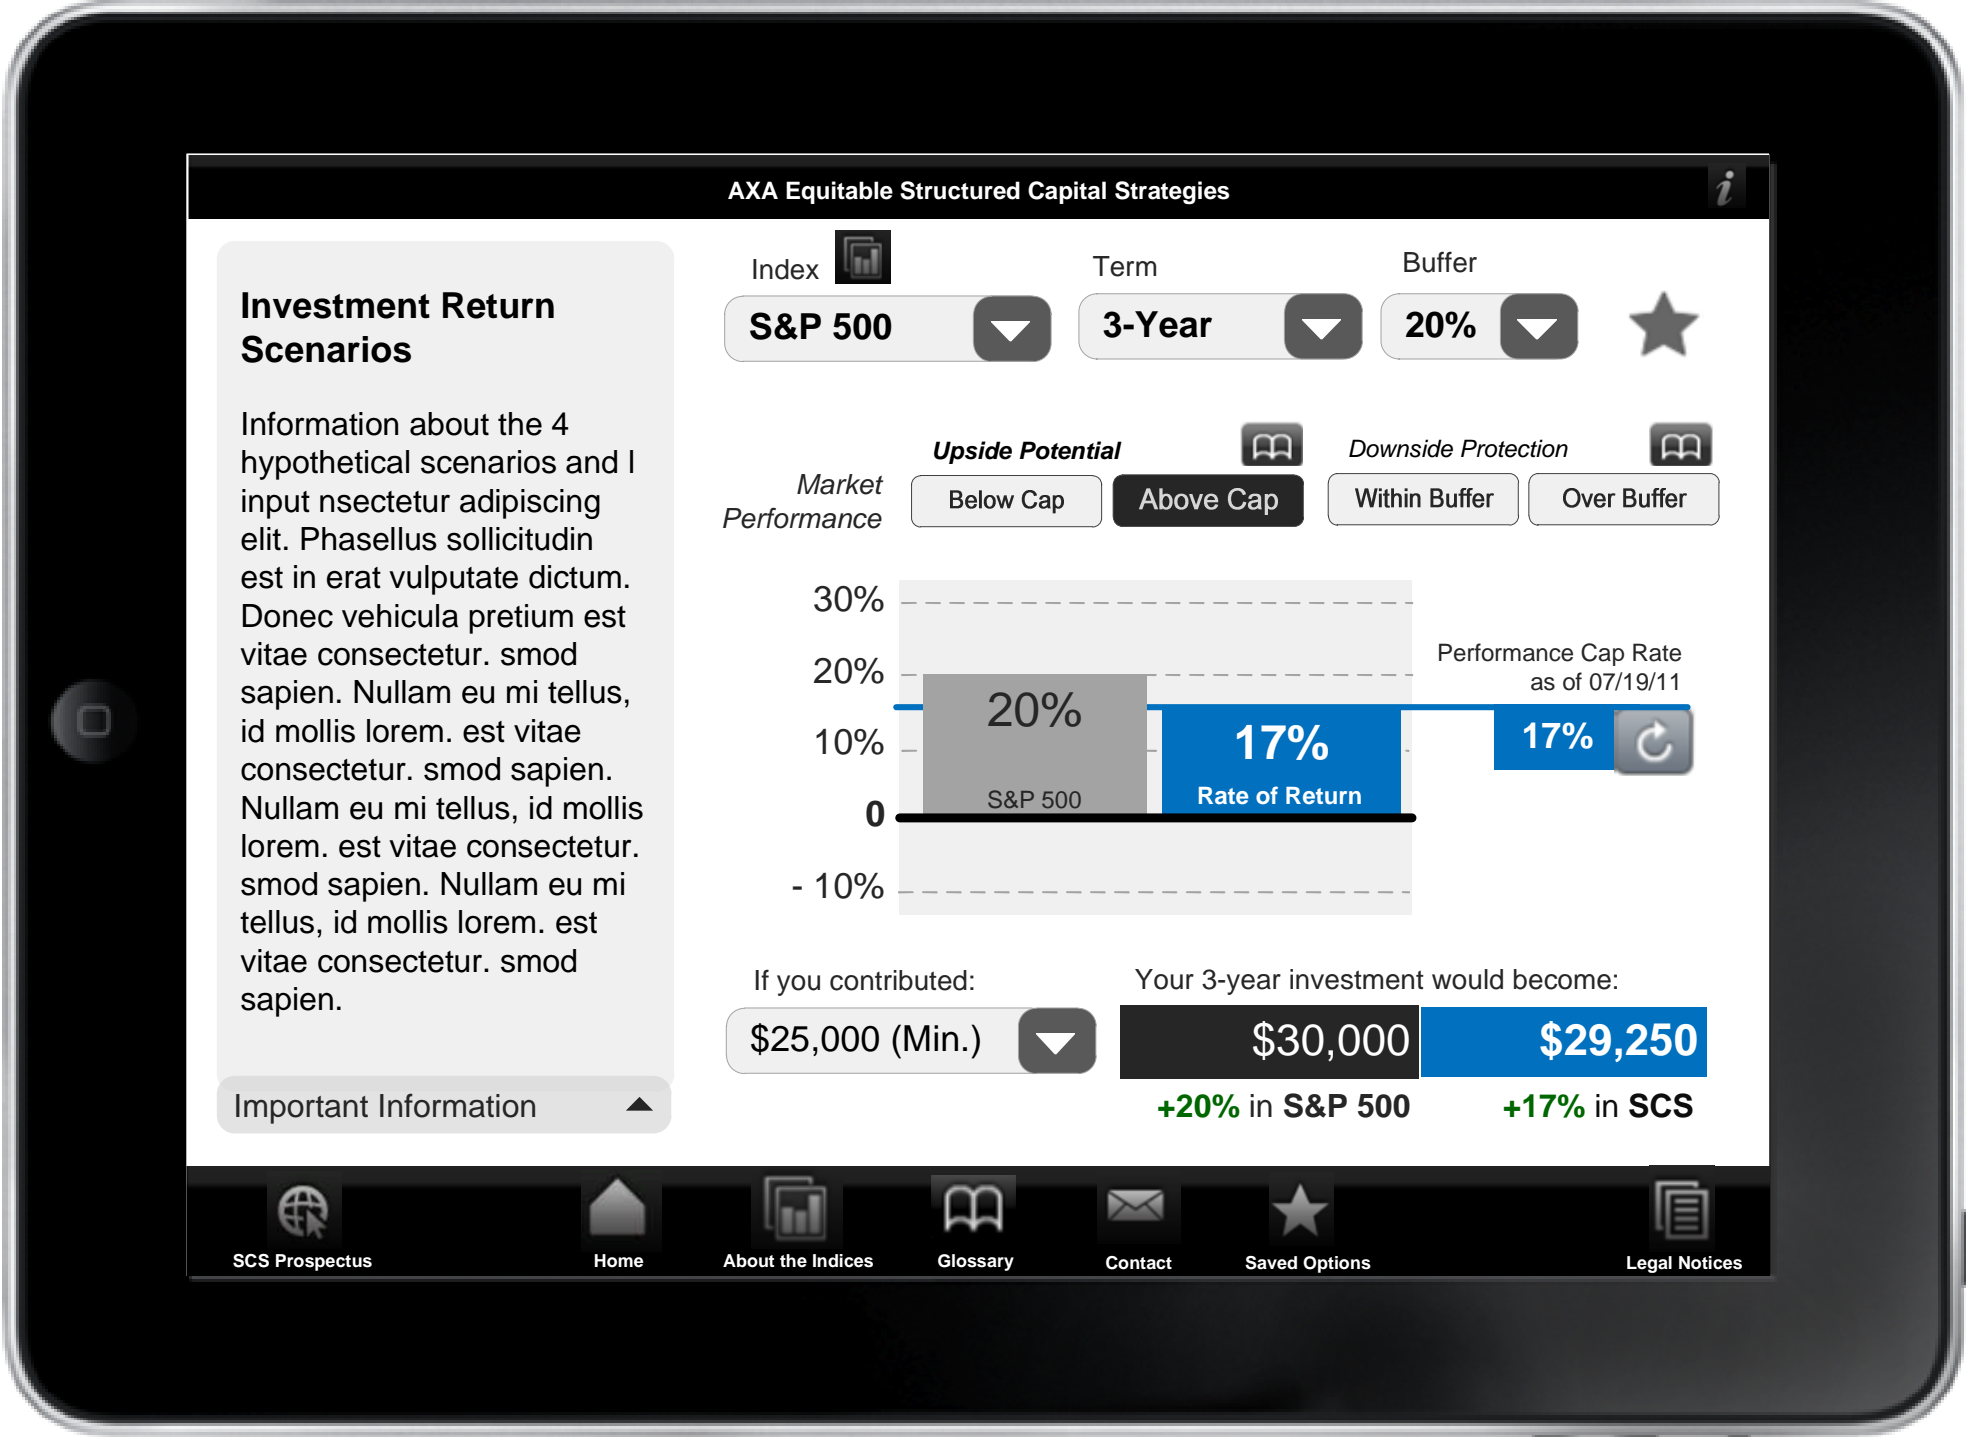 AXA Equitable Structured Capital Strategies
i
Investment Return
Scenarios
Information about the 4
hypothetical scenarios and I
input nsectetur adipiscing
elit. Phasellus sollicitudin
est in erat vulputate dictum.
Donec vehicula pretium est
vitae consectetur. smod
sapien. Nullam eu mi tellus,
id mollis lorem. est vitae
consectetur. smod sapien.
Nullam eu mi tellus, id mollis
lorem. est vitae consectetur.
smod sapien. Nullam eu mi
tellus, id mollis lorem. est
vitae consectetur. smod
sapien.
Important Information
Index
Term
Buffer
S&P 500
3-Year
20%
Upside Potential
Downside Protection
Market
Performance
Below Cap
Above Cap
Within Buffer
Over Buffer
30%
20%
10%
0
- 10%
20%
S&P 500
17%
Rate of Return
Performance Cap Rate
as of 07/19/11
17%
If you contributed:
$25,000 (Min.)
Your 3-year investment would become:
$30,000
$29,250
+20% in S&P 500
+17% in SCS
SCS Prospectus
Home
About the Indices
Glossary
Contact
Saved Options
Legal Notices